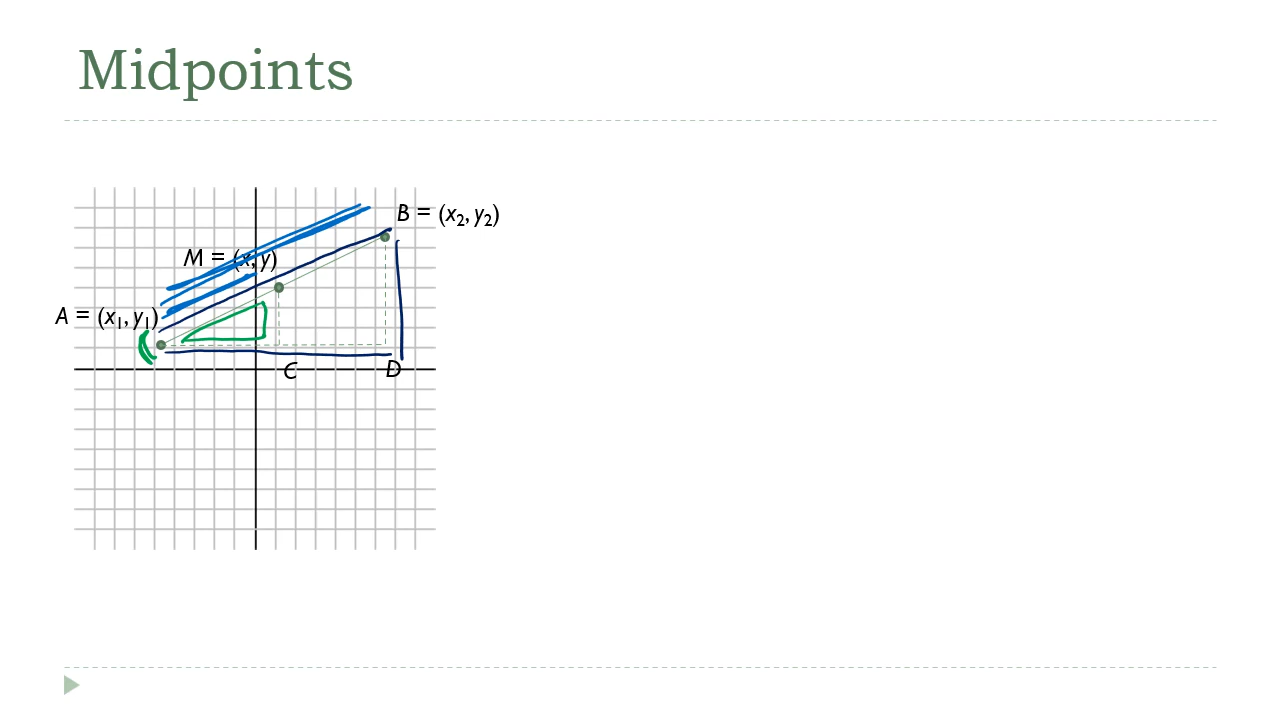 Midpoints
B = (x₂, y₂)
M = (x, y)
A = (x₁, y₁)
C
D